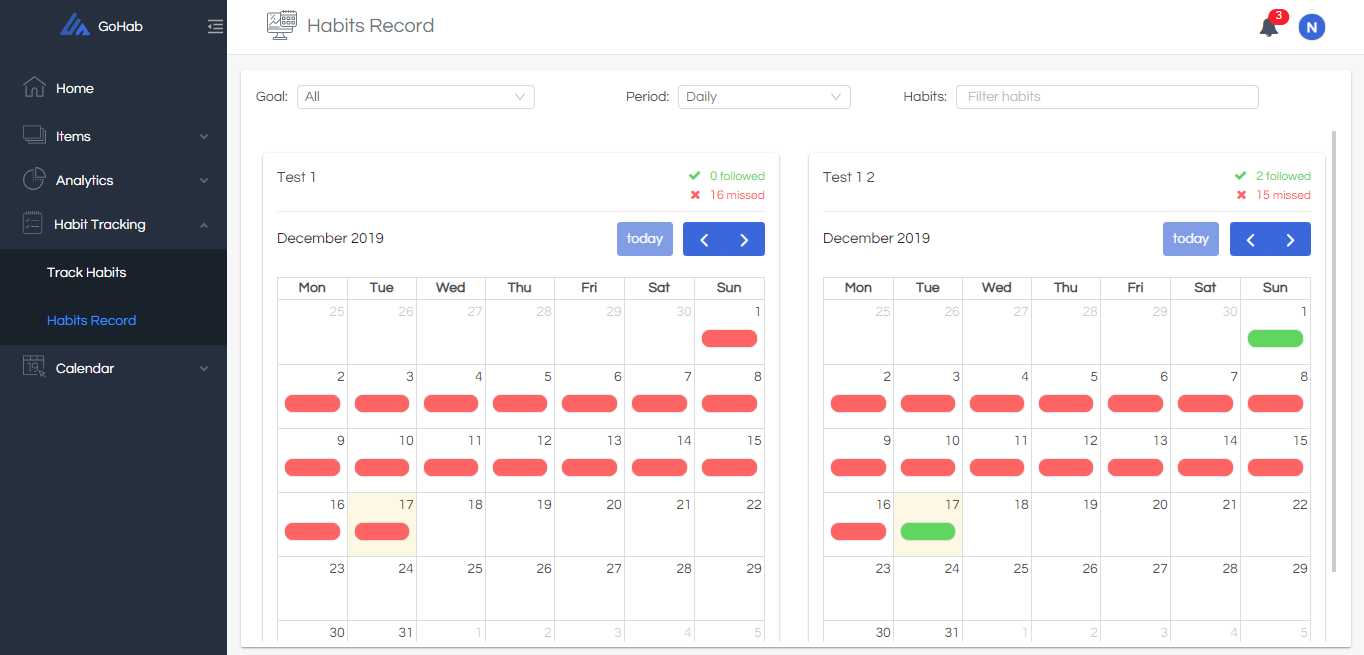 GoHab
Habits Record
3
N
Home
Items
Analytics
Habit Tracking
Track Habits
Habits Record
19
Calendar
Goal: All
Period: Daily
Habits: Filter habits
Test 1
0 followed
16 missed
December 2019
today
Mon Tue Wed Thu Fri Sat Sun
25 26 27 28 29 30 1
2 3 4 5 6 7 8
9 10 11 12 13 14 15
16 17 18 19 20 21 22
23 24 25 26 27 28 29
30 31 1 2 3 4 5
Test 1 2
2 followed
15 missed
December 2019
today
Mon Tue Wed Thu Fri Sat Sun
25 26 27 28 29 30 1
2 3 4 5 6 7 8
9 10 11 12 13 14 15
16 17 18 19 20 21 22
23 24 25 26 27 28 29
30 31 1 2 3 4 5